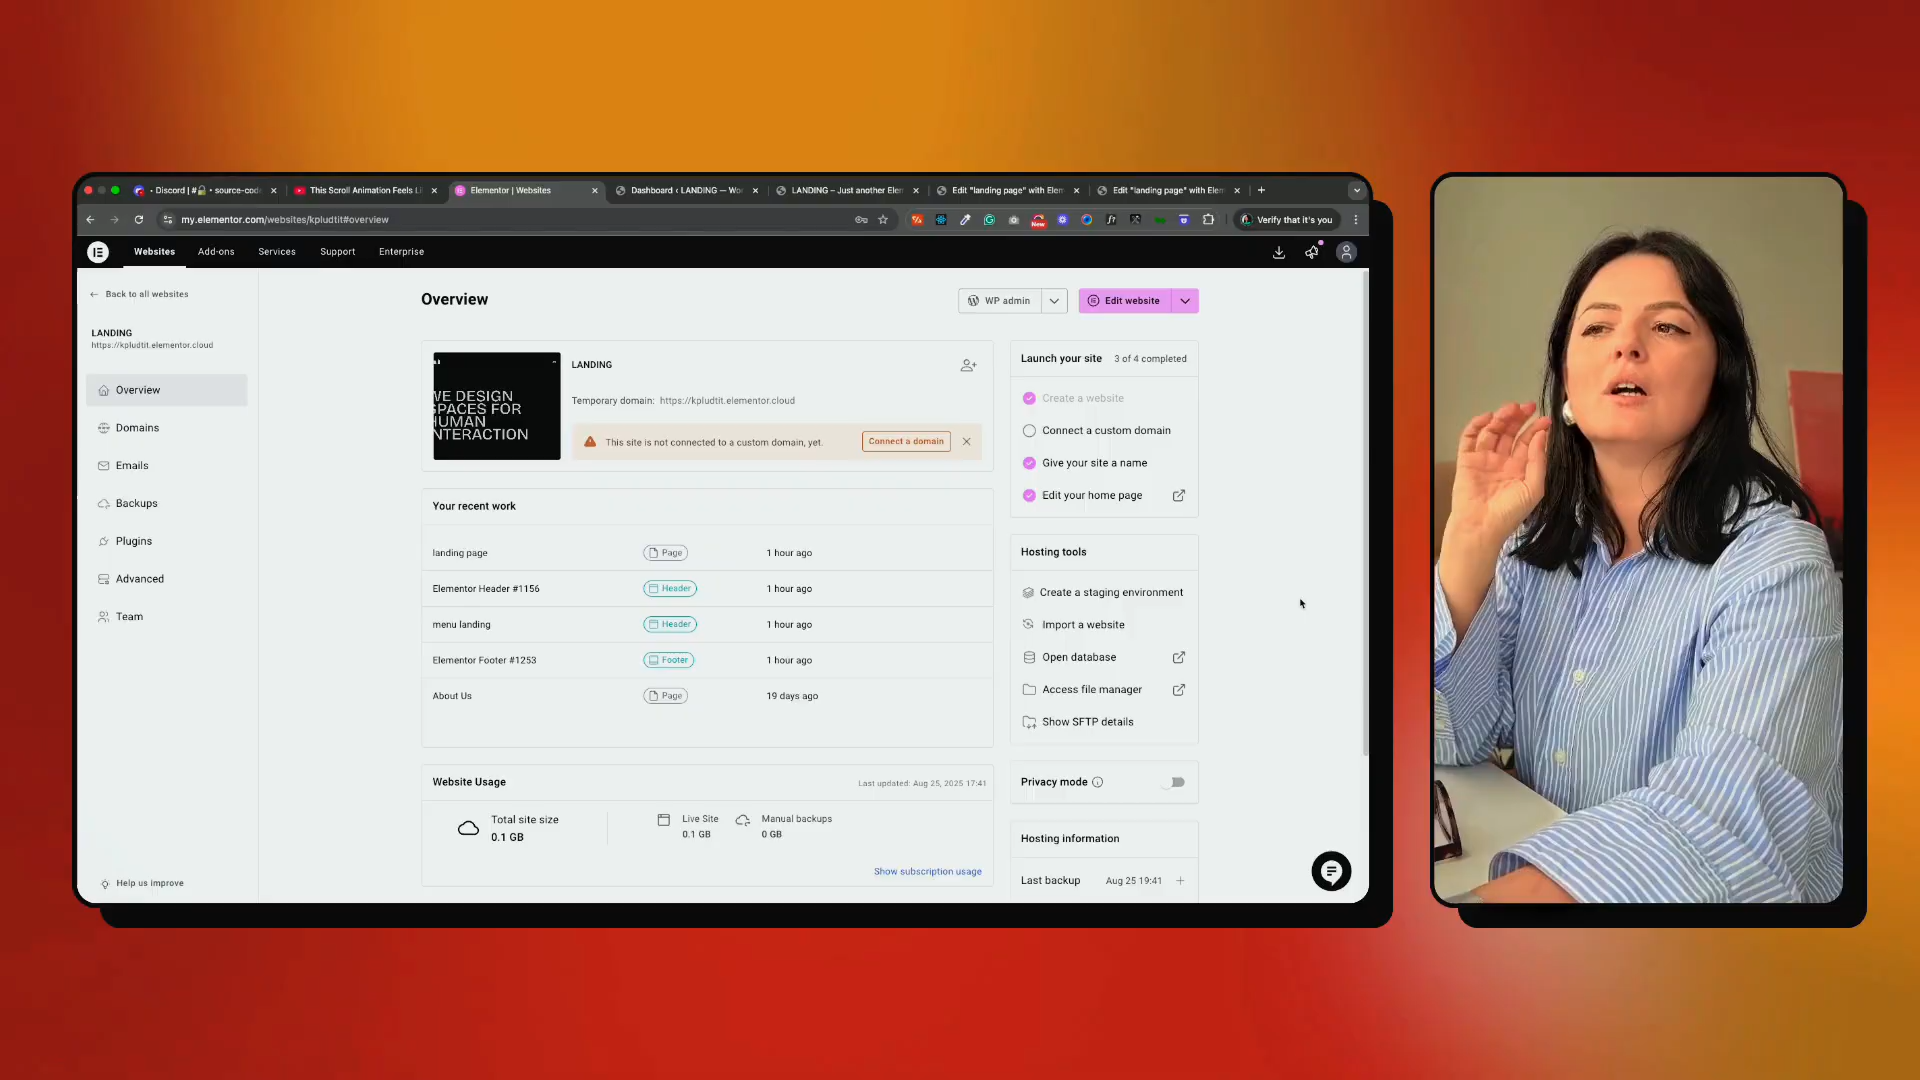 Discord | #🔒 • source-cod
This Scroll Animation Feels Li
Elementor | Websites
Dashboard ‹ LANDING — Wo
LANDING – Just another Elem
Edit "landing page" with Elem
Edit "landing page" with Elem
my.elementor.com/websites/kpludtit#overview
New
Verify that it's you
Websites
Add-ons
Services
Support
Enterprise
Back to all websites
LANDING
https://kpludtit.elementor.cloud
Overview
Domains
Emails
Backups
Plugins
Advanced
Team
Help us improve
Overview
WP admin
Edit website
WE DESIGN
SPACES FOR
HUMAN
INTERACTION
LANDING
Temporary domain: https://kpludtit.elementor.cloud
This site is not connected to a custom domain, yet.
Connect a domain
Your recent work
landing page Page 1 hour ago
Elementor Header #1156 Header 1 hour ago
menu landing Header 1 hour ago
Elementor Footer #1253 Footer 1 hour ago
About Us Page 19 days ago
Website Usage
Last updated: Aug 25, 2025 17:41
Total site size
0.1 GB
Live Site
0.1 GB
Manual backups
0 GB
Show subscription usage
Launch your site 3 of 4 completed
Create a website
Connect a custom domain
Give your site a name
Edit your home page
Hosting tools
Create a staging environment
Import a website
Open database
Access file manager
Show SFTP details
Privacy mode
Hosting information
Last backup Aug 25 19:41